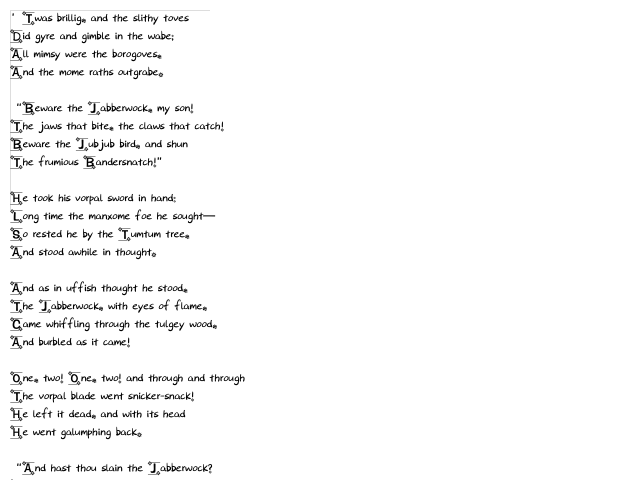 'Twas brillig, and the slithy toves
Did gyre and gimble in the wabe;
All mimsy were the borogoves,
And the mome raths outgrabe.
"Beware the Jabberwock, my son!
The jaws that bite, the claws that catch!
Beware the Jubjub bird, and shun
The frumious Bandersnatch!"
He took his vorpal sword in hand;
Long time the manxome foe he sought—
So rested he by the Tumtum tree,
And stood awhile in thought.
And as in uffish thought he stood,
The Jabberwock, with eyes of flame,
Came whiffling through the tulgey wood,
And burbled as it came!
One, two! One, two! and through and through
The vorpal blade went snicker-snack!
He left it dead, and with its head
He went galumphing back.
"And hast thou slain the Jabberwock?